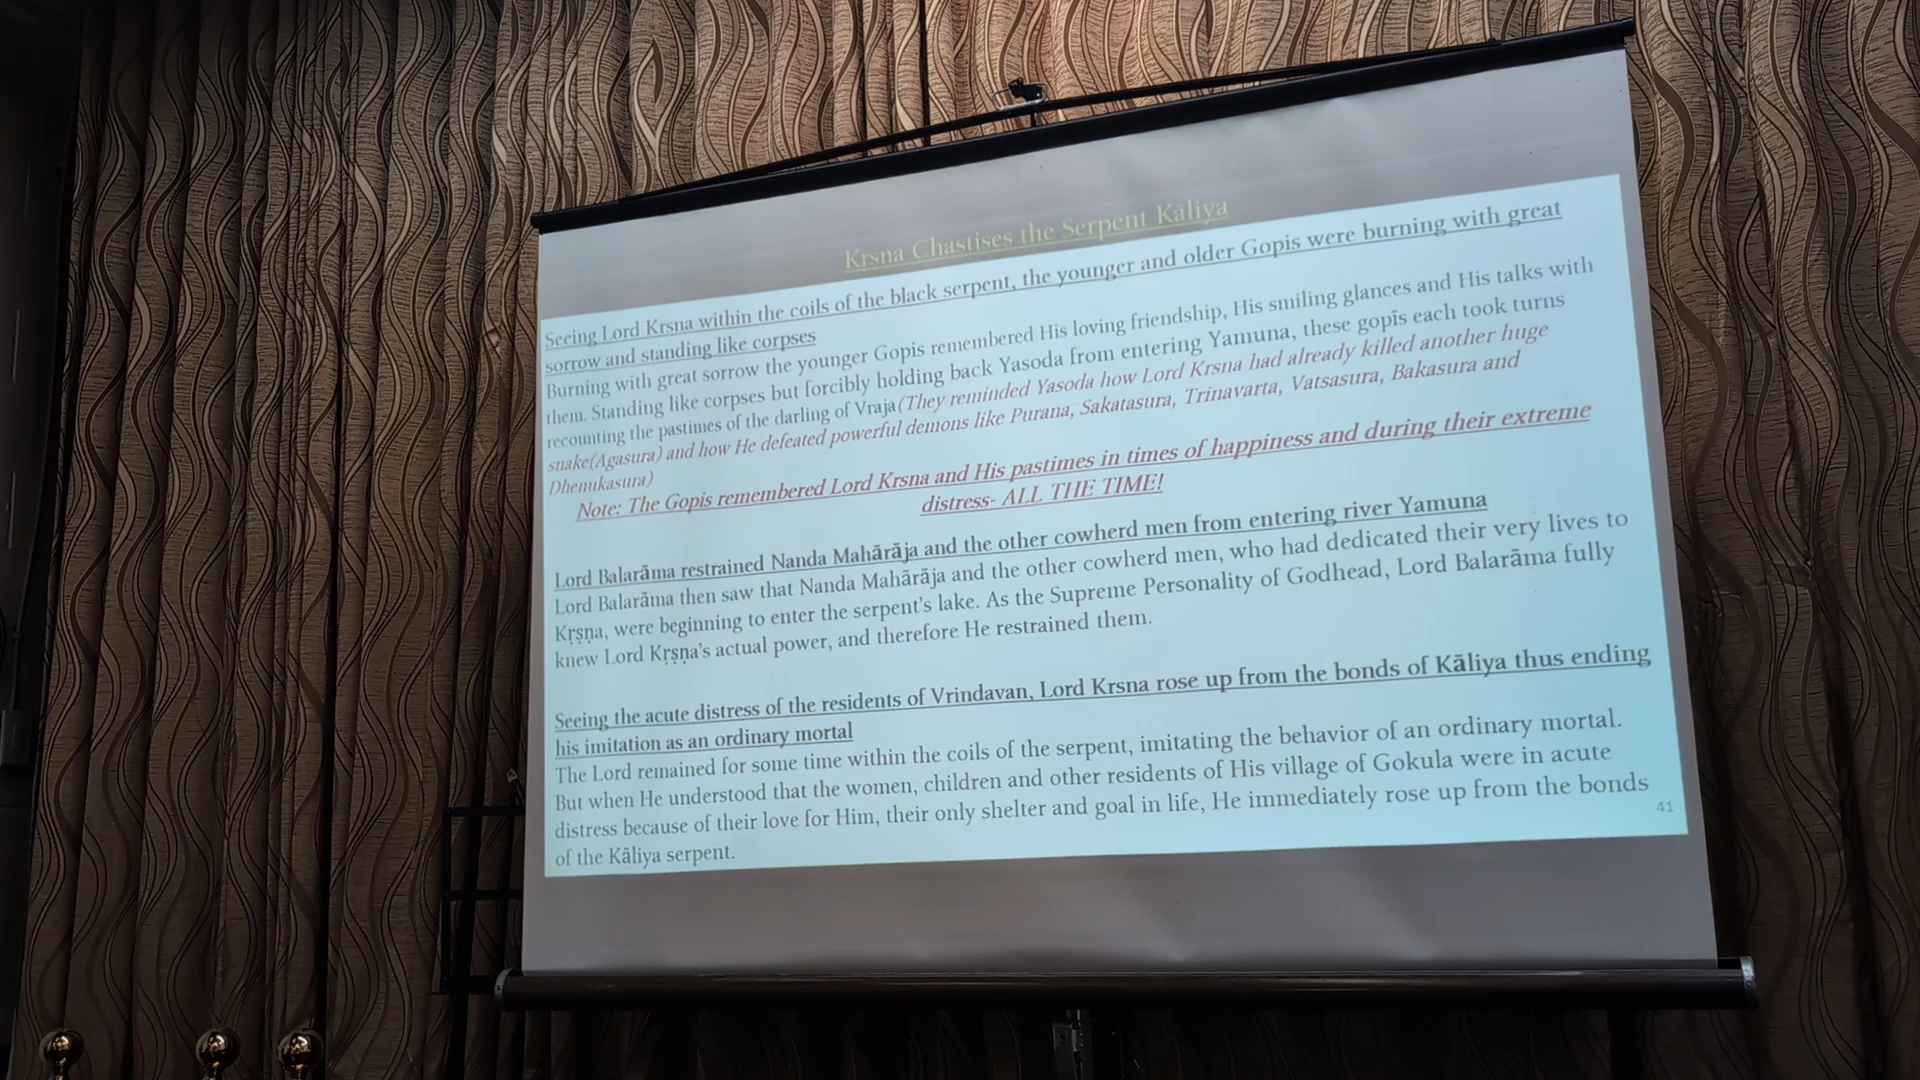 Krsna Chastises the Serpent Kāliya
Seeing Lord Krsna within the coils of the black serpent, the younger and older Gopis were burning with great
sorrow and standing like corpses
Burning with great sorrow the younger Gopis remembered His loving friendship, His smiling glances and His talks with
them. Standing like corpses but forcibly holding back Yasoda from entering Yamuna, these gopīs each took turns
recounting the pastimes of the darling of Vraja(They reminded Yasoda how Lord Krsna had already killed another huge
snake(Agasura) and how He defeated powerful demons like Purana, Sakatasura, Trinavarta, Vatsasura, Bakasura and
Dhenukasura)
Note: The Gopis remembered Lord Krsna and His pastimes in times of happiness and during their extreme
distress- ALL THE TIME!
Lord Balarāma restrained Nanda Mahārāja and the other cowherd men from entering river Yamuna
Lord Balarāma then saw that Nanda Mahārāja and the other cowherd men, who had dedicated their very lives to
Kṛṣṇa, were beginning to enter the serpent's lake. As the Supreme Personality of Godhead, Lord Balarāma fully
knew Lord Kṛṣṇa's actual power, and therefore He restrained them.
Seeing the acute distress of the residents of Vrindavan, Lord Krsna rose up from the bonds of Kāliya thus ending
his imitation as an ordinary mortal
The Lord remained for some time within the coils of the serpent, imitating the behavior of an ordinary mortal.
But when He understood that the women, children and other residents of His village of Gokula were in acute
distress because of their love for Him, their only shelter and goal in life, He immediately rose up from the bonds
of the Kāliya serpent.
41